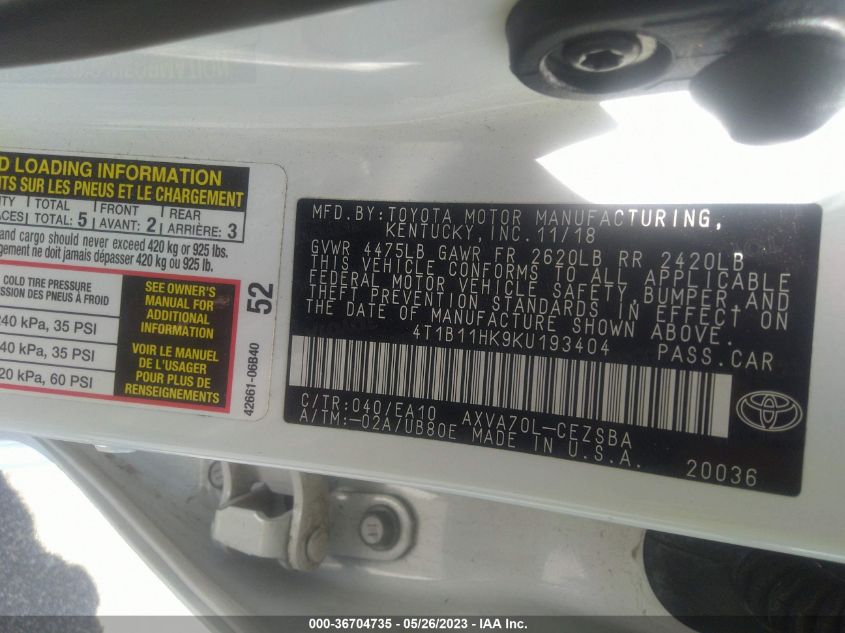 D LOADING INFORMATION
NTS SUR LES PNEUS ET LE CHARGEMENT
TOTAL FRONT REAR
TOTAL: 5 AVANT: 2 ARRIÈRE: 3
and cargo should never exceed 420 kg or 925 lbs.
ne doit jamais dépasser 420 kg ou 925 lb.
COLD TIRE PRESSURE
DES PNEUS À FROID
240 kPa, 35 PSI
40 kPa, 35 PSI
20 kPa, 60 PSI
SEE OWNER'S
MANUAL FOR
ADDITIONAL
INFORMATION
VOIR LE MANUEL
DE L'USAGER
POUR PLUS DE
RENSEIGNEMENTS
52
42661-06B40
MFD.BY:TOYOTA MOTOR MANUFACTURING,
KENTUCKY, INC.11/18
GVWR 4475LB GAWR FR 2620LB RR 2420LB
THIS VEHICLE CONFORMS TO ALL APPLICABLE
FEDERAL MOTOR VEHICLE SAFETY,BUMPER,AND
THEFT PREVENTION STANDARDS IN EFFECT ON
THE DATE OF MANUFACTURE SHOWN ABOVE.
4T1B11HK9KU193404 PASS.CAR
C/TR:040/EA10 AXVA70L-CEZSBA
A/TM:-02A/UB80E MADE IN U.S.A.
20036
000-36704735 - 05/26/2023 - IAA Inc.